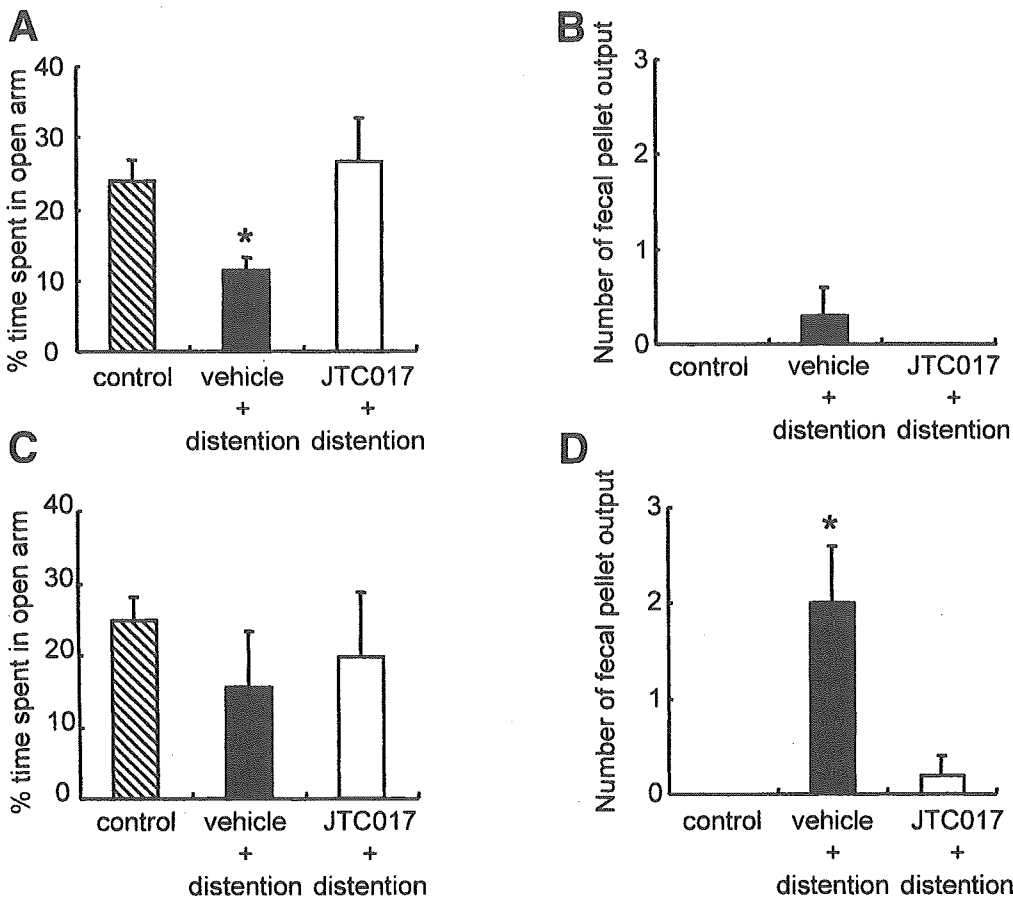 A
% time spent in open arm
40
30
20
10
0
*
control vehicle JTC017
+ +
distention distention
B
Number of fecal pellet output
3
2
1
0
control vehicle JTC017
+ +
distention distention
C
% time spent in open arm
40
30
20
10
0
control vehicle JTC017
+ +
distention distention
D
Number of fecal pellet output
3
2
1
0
*
control vehicle JTC017
+ +
distention distention